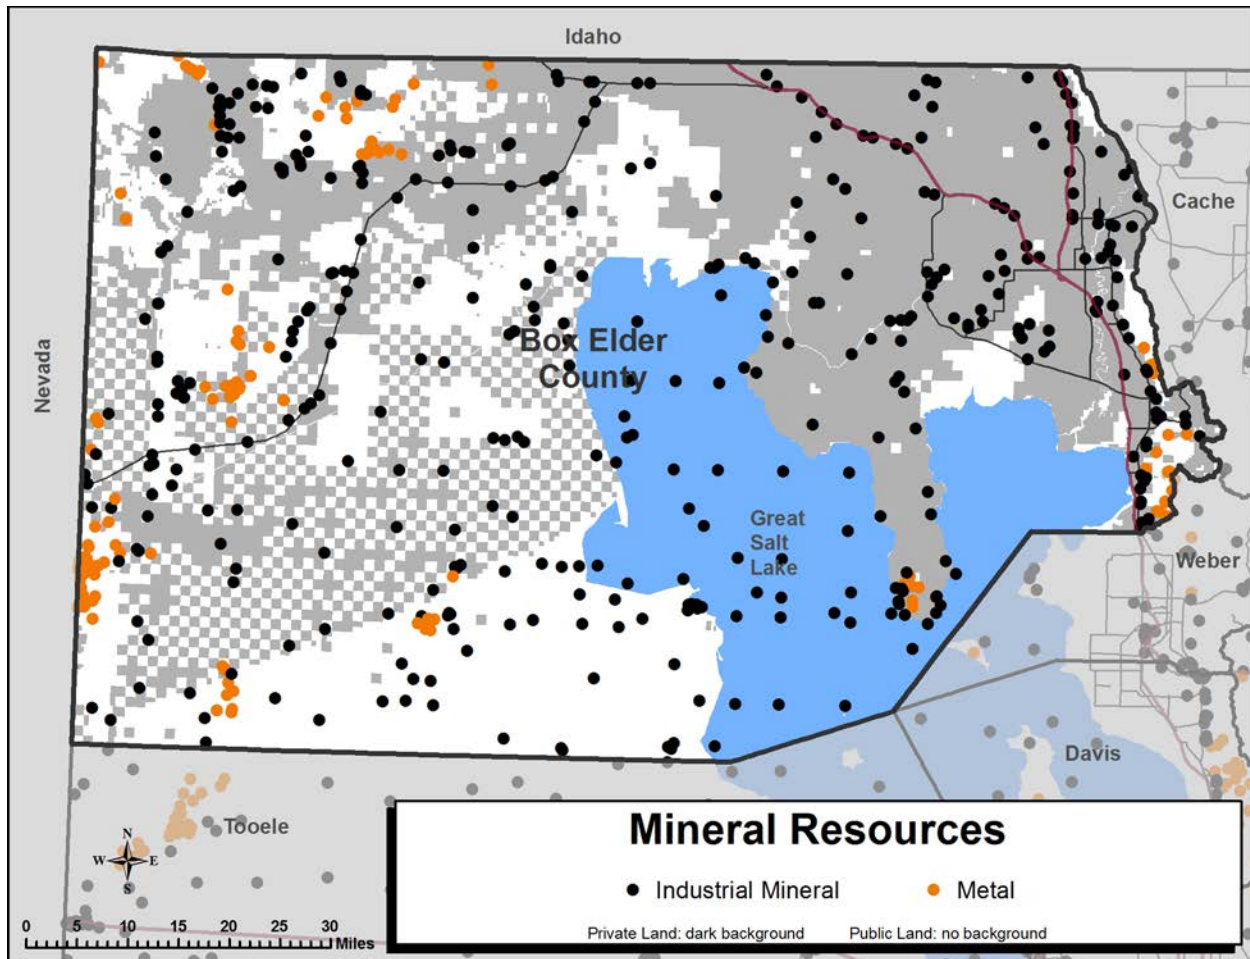 Idaho
Cache
Nevada
Box Elder
County
Great
Salt
Lake
Weber
Davis
Tooele
N
W
E
S
0 5 10 15 20 25 30
Miles
Mineral Resources
Industrial Mineral
Metal
Private Land: dark background
Public Land: no background